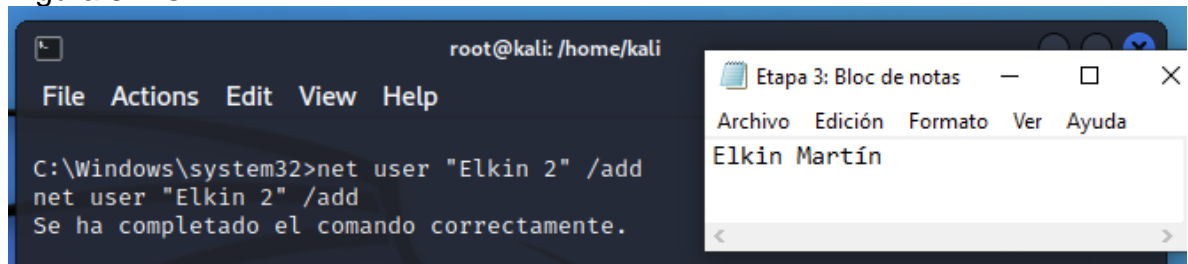 root@kali: /home/kali
File Actions Edit View Help
C:\Windows\system32>net user "Elkin 2" /add
net user "Elkin 2" /add
Se ha completado el comando correctamente.
Etapa 3: Bloc de notas
Archivo Edición Formato Ver Ayuda
Elkin Martín